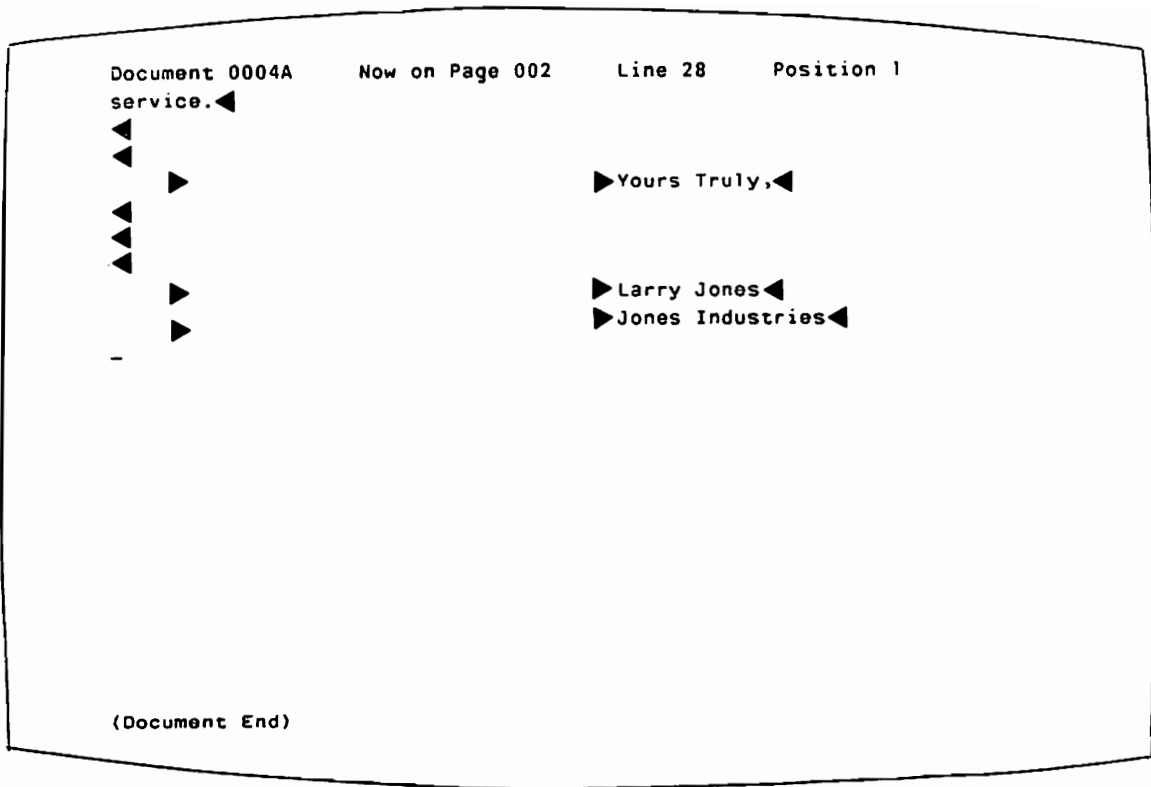 Document 0004A Now on Page 002 Line 28 Position 1
service.◀
◀
◀
▶ ▶Yours Truly,◀
◀
◀
◀
▶ ▶Larry Jones◀
▶ ▶Jones Industries◀
_
(Document End)